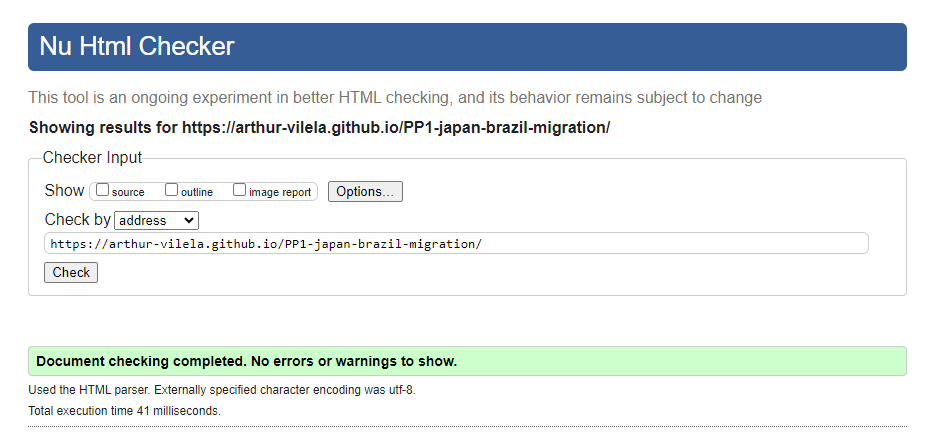 Nu Html Checker
This tool is an ongoing experiment in better HTML checking, and its behavior remains subject to change
Showing results for https://arthur-vilela.github.io/PP1-japan-brazil-migration/
Checker Input
Show source outline image report Options...
Check by address
https://arthur-vilela.github.io/PP1-japan-brazil-migration/
Check
Document checking completed. No errors or warnings to show.
Used the HTML parser. Externally specified character encoding was utf-8.
Total execution time 41 milliseconds.